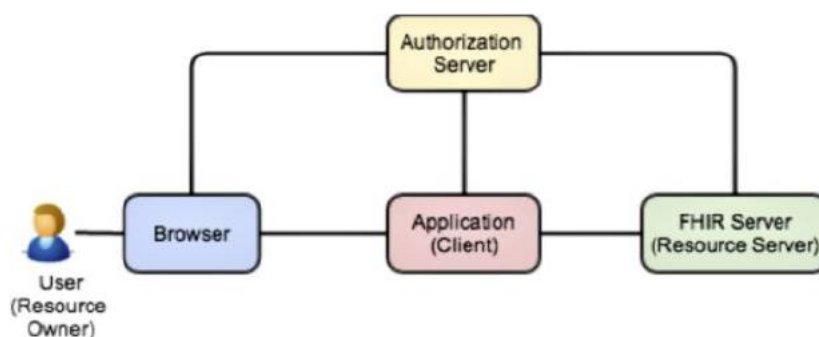 Authorization
Server
Browser
Application
(Client)
FHIR Server
(Resource Server)
User
(Resource
Owner)